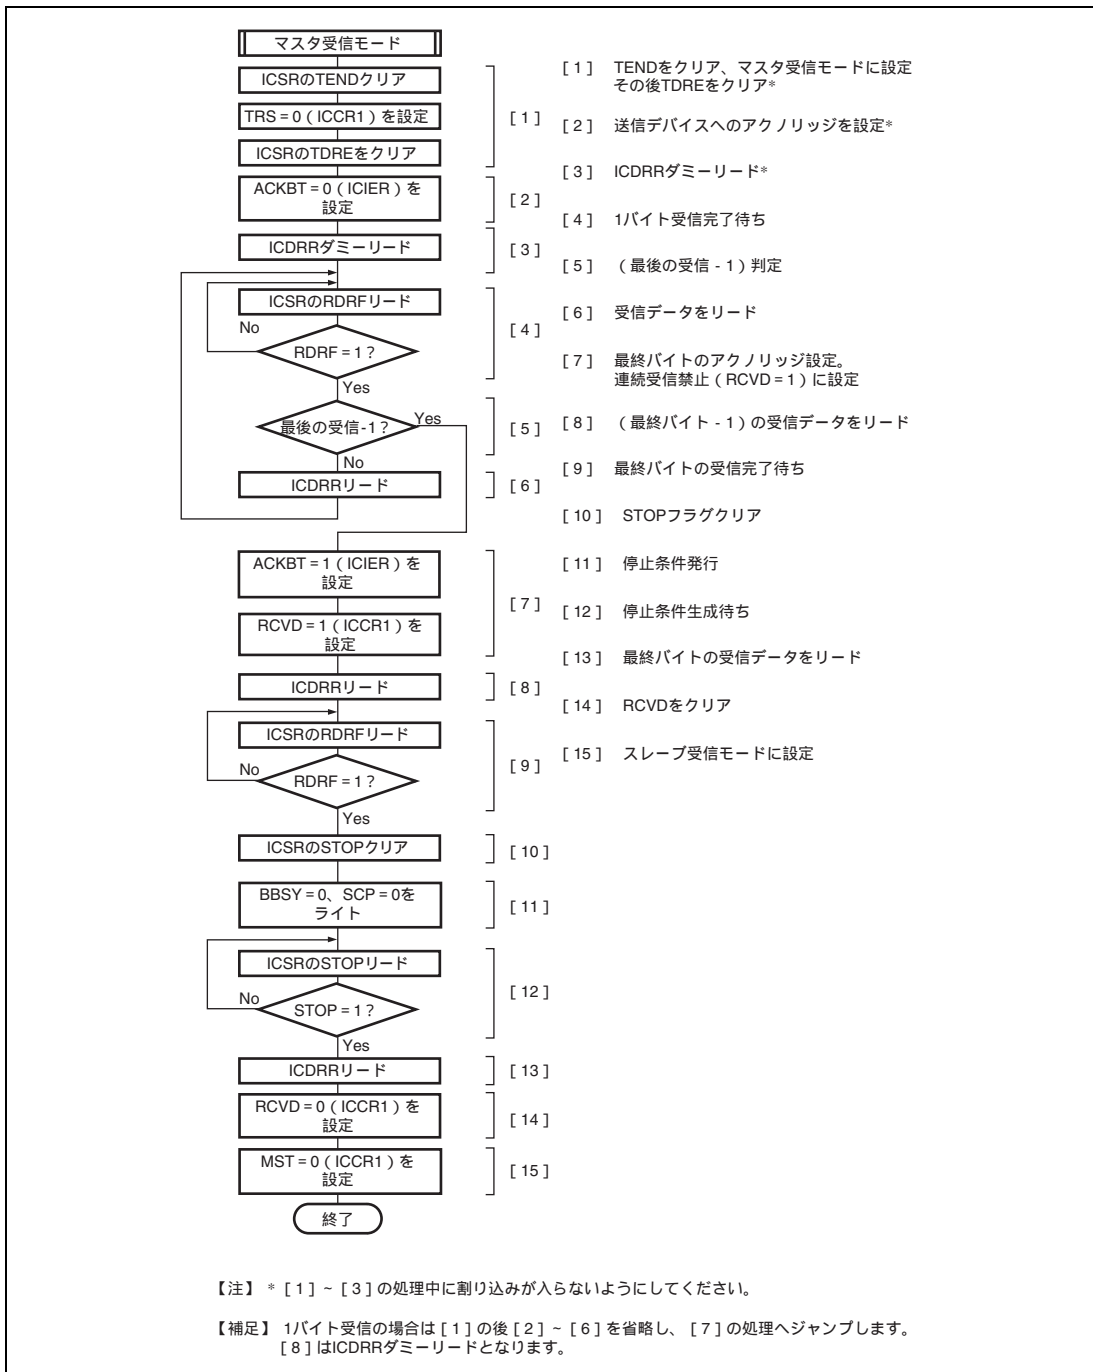 マスタ受信モード
ICSRのTENDクリア
TRS = 0 ( ICCR1 ) を設定
ICSRのTDREをクリア
[ 1 ]
ACKBT = 0 ( ICIER ) を
設定
[ 2 ]
ICDRRダミーリード
[ 3 ]
ICSRのRDRFリード
No
RDRF = 1 ?
[ 4 ]
Yes
最後の受信 - 1 ?
Yes
[ 5 ]
No
ICDRRリード
[ 6 ]
ACKBT = 1 ( ICIER ) を
設定
RCVD = 1 ( ICCR1 ) を
設定
[ 7 ]
ICDRRリード
[ 8 ]
ICSRのRDRFリード
No
RDRF = 1 ?
[ 9 ]
Yes
ICSRのSTOPクリア
[ 10 ]
BBSY = 0、SCP = 0を
ライト
[ 11 ]
ICSRのSTOPリード
No
STOP = 1 ?
[ 12 ]
Yes
ICDRRリード
[ 13 ]
RCVD = 0 ( ICCR1 ) を
設定
[ 14 ]
MST = 0 ( ICCR1 ) を
設定
[ 15 ]
終了
[ 1 ] TENDをクリア、マスタ受信モードに設定
その後TDREをクリア*
[ 2 ] 送信デバイスへのアクノリッジを設定*
[ 3 ] ICDRRダミーリード*
[ 4 ] 1バイト受信完了待ち
[ 5 ] ( 最後の受信 - 1 ) 判定
[ 6 ] 受信データをリード
[ 7 ] 最終バイトのアクノリッジ設定。
連続受信禁止 ( RCVD = 1 ) に設定
[ 8 ] ( 最終バイト - 1 ) の受信データをリード
[ 9 ] 最終バイトの受信完了待ち
[ 10 ] STOPフラグクリア
[ 11 ] 停止条件発行
[ 12 ] 停止条件生成待ち
[ 13 ] 最終バイトの受信データをリード
[ 14 ] RCVDをクリア
[ 15 ] スレーブ受信モードに設定
【注】 * [ 1 ] ~ [ 3 ] の処理中に割り込みが入らないようにしてください。
【補足】 1バイト受信の場合は [ 1 ] の後 [ 2 ] ~ [ 6 ] を省略し、 [ 7 ] の処理へジャンプします。
[ 8 ] はICDRRダミーリードとなります。